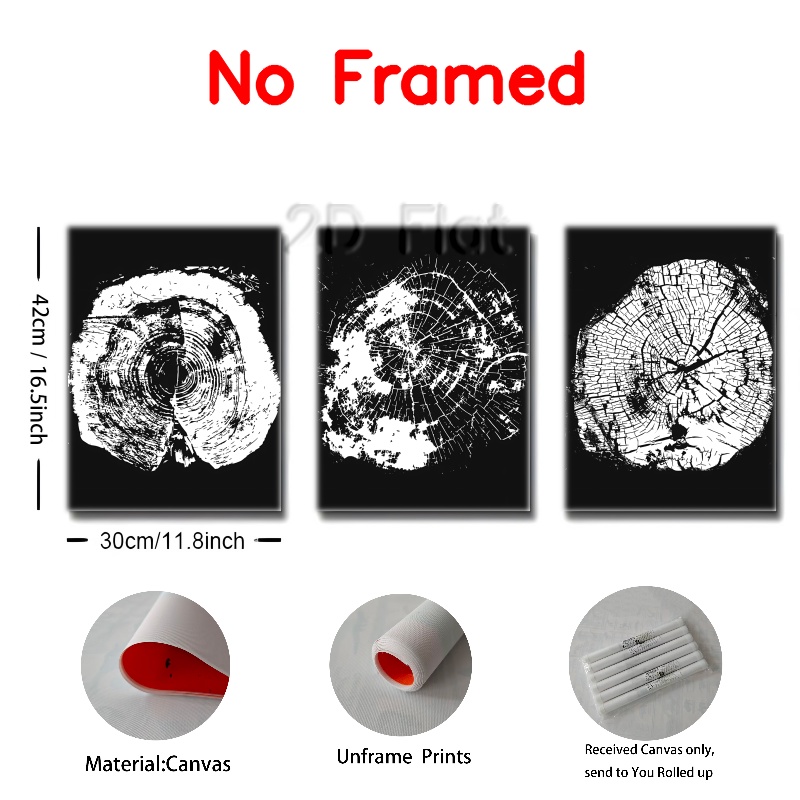 No Framed
2D Flat
42cm / 16.5inch
30cm/11.8inch
Material:Canvas
Unframe Prints
Received Canvas only,
send to You Rolled up